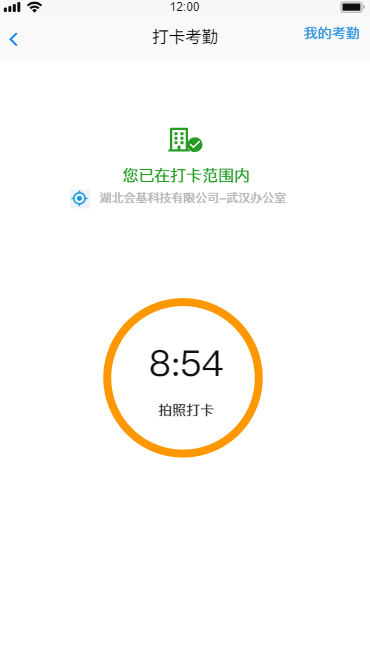 12:00
打卡考勤
我的考勤
您已在打卡范围内
湖北会基科技有限公司–武汉办公室
8:54
拍照打卡